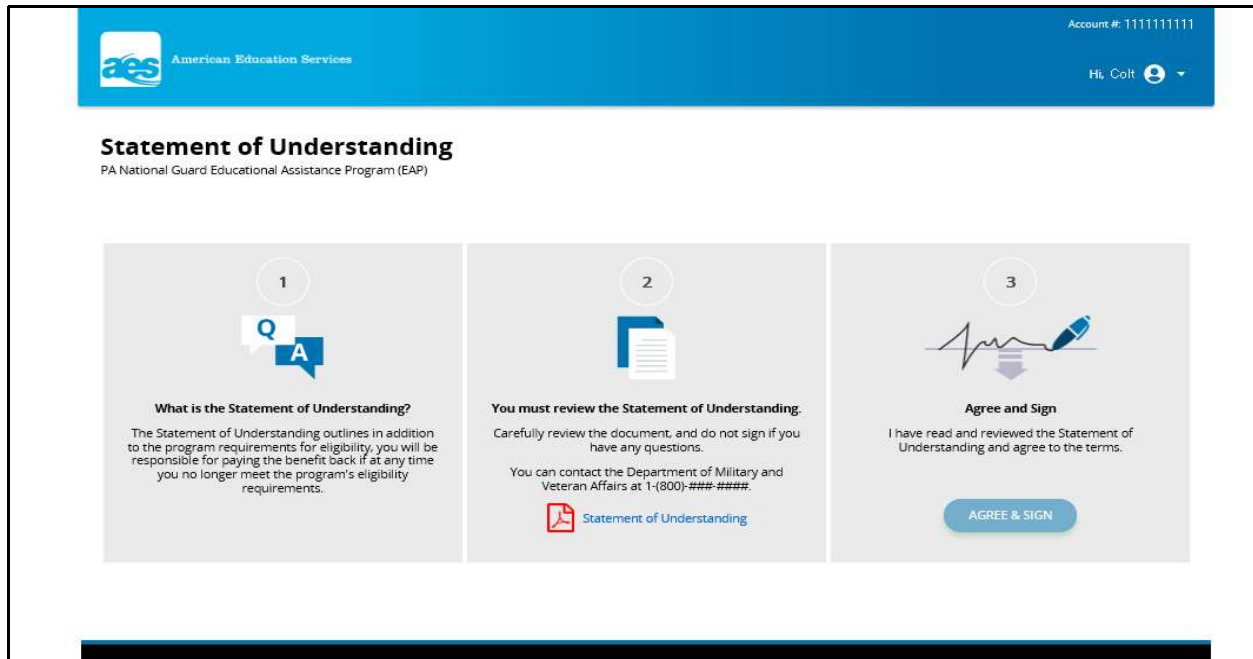 Account #: 1111111111
aes
American Education Services
Hi, Colt
Statement of Understanding
PA National Guard Educational Assistance Program (EAP)
1
Q
A
What is the Statement of Understanding?
The Statement of Understanding outlines in addition
to the program requirements for eligibility, you will be
responsible for paying the benefit back if at any time
you no longer meet the program's eligibility
requirements.
2
You must review the Statement of Understanding.
Carefully review the document, and do not sign if you
have any questions.
You can contact the Department of Military and
Veteran Affairs at 1-(800)-###-####.
Statement of Understanding
3
Agree and Sign
I have read and reviewed the Statement of
Understanding and agree to the terms.
AGREE & SIGN